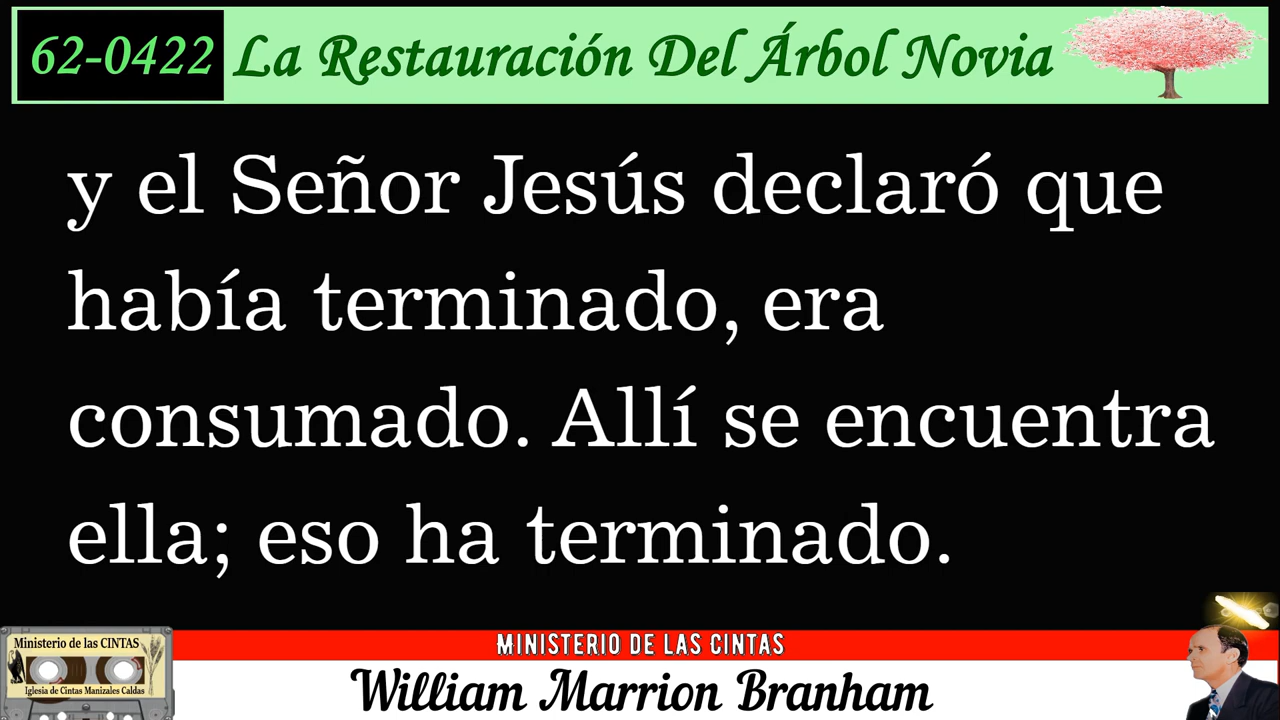 62-0422 La Restauración Del Árbol Novia
y el Señor Jesús declaró que
había terminado, era
consumado. Allí se encuentra
ella; eso ha terminado.
MINISTERIO DE LAS CINTAS
Ministerio de las CINTAS
Iglesia de Cintas Manizales Caldas
William Marrion Branham